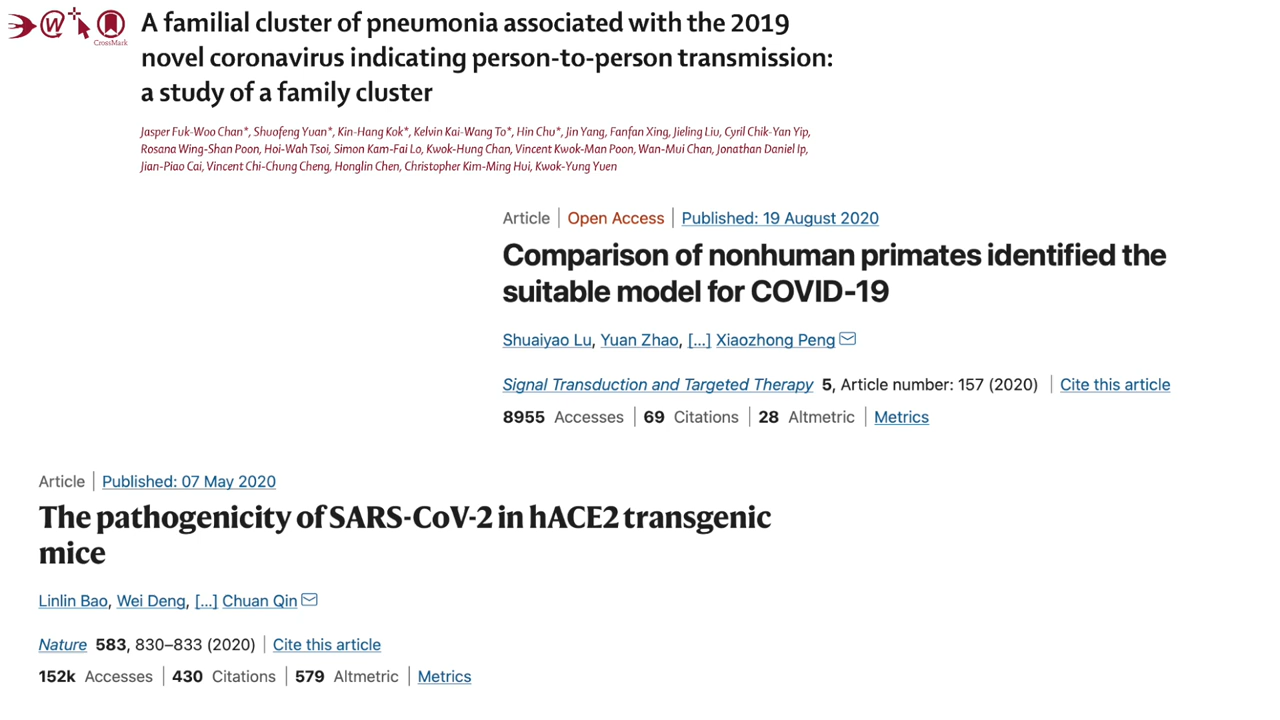 W
CrossMark
A familial cluster of pneumonia associated with the 2019
novel coronavirus indicating person-to-person transmission:
a study of a family cluster
Jasper Fuk-Woo Chan*, Shuofeng Yuan*, Kin-Hang Kok*, Kelvin Kai-Wang To*, Hin Chu*, Jin Yang, Fanfan Xing, Jieling Liu, Cyril Chik-Yan Yip,
Rosana Wing-Shan Poon, Hoi-Wah Tsoi, Simon Kam-Fai Lo, Kwok-Hung Chan, Vincent Kwok-Man Poon, Wan-Mui Chan, Jonathan Daniel Ip,
Jian-Piao Cai, Vincent Chi-Chung Cheng, Honglin Chen, Christopher Kim-Ming Hui, Kwok-Yung Yuen
Article | Open Access | Published: 19 August 2020
Comparison of nonhuman primates identified the
suitable model for COVID-19
Shuaiyao Lu, Yuan Zhao, [...] Xiaozhong Peng
Signal Transduction and Targeted Therapy 5, Article number: 157 (2020) | Cite this article
8955 Accesses | 69 Citations | 28 Altmetric | Metrics
Article | Published: 07 May 2020
The pathogenicity of SARS-CoV-2 in hACE2 transgenic
mice
Linlin Bao, Wei Deng, [...] Chuan Qin
Nature 583, 830–833 (2020) | Cite this article
152k Accesses | 430 Citations | 579 Altmetric | Metrics